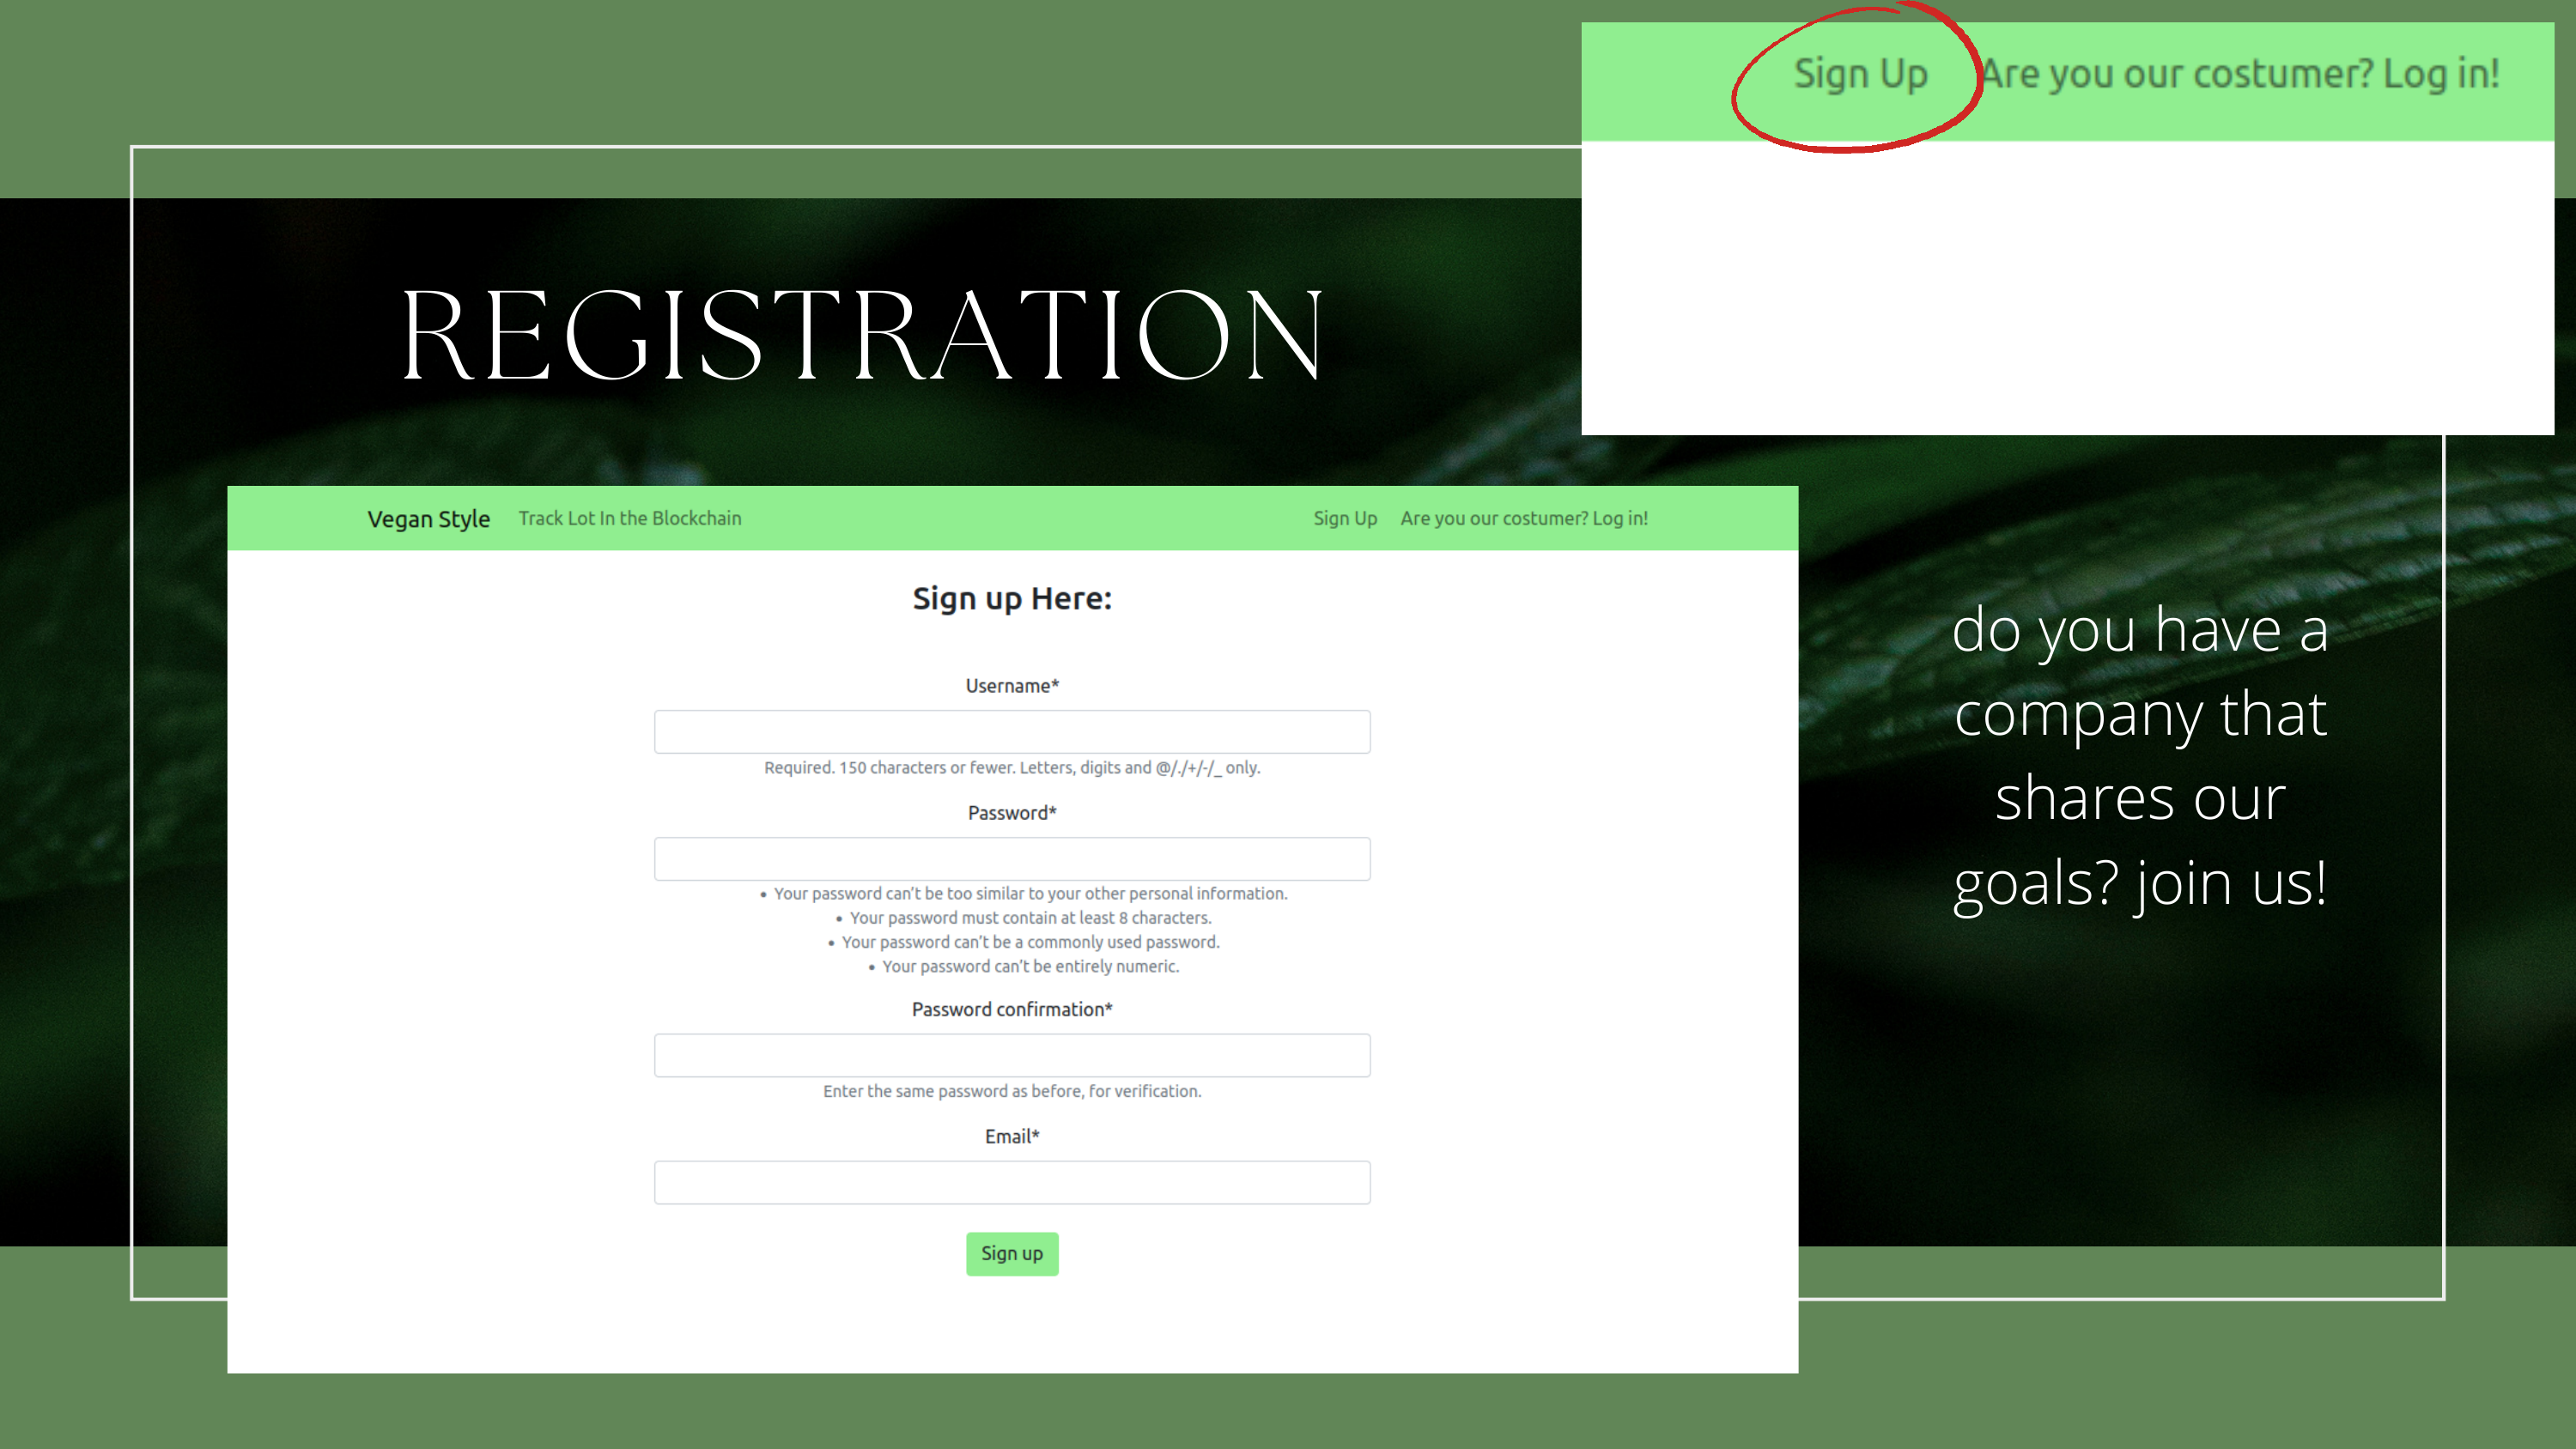 Sign Up Are you our costumer? Log in!
REGISTRATION
Vegan Style Track Lot In the Blockchain Sign Up Are you our costumer? Log in!
Sign up Here:
Username*
Required. 150 characters or fewer. Letters, digits and @/./+/-/_ only.
Password*
• Your password can't be too similar to your other personal information.
• Your password must contain at least 8 characters.
• Your password can't be a commonly used password.
• Your password can't be entirely numeric.
Password confirmation*
Enter the same password as before, for verification.
Email*
Sign up
do you have a
company that
shares our
goals? join us!